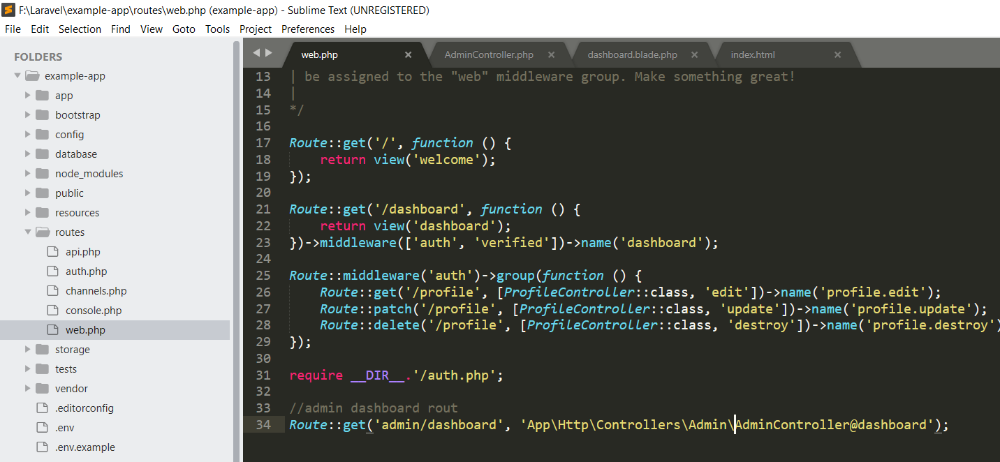 F:\Laravel\example-app\routes\web.php (example-app) - Sublime Text (UNREGISTERED)
File Edit Selection Find View Goto Tools Project Preferences Help
FOLDERS
example-app
app
bootstrap
config
database
node_modules
public
resources
routes
api.php
auth.php
channels.php
console.php
web.php
storage
tests
vendor
.editorconfig
.env
.env.example
web.php AdminController.php dashboard.blade.php index.html
13 | be assigned to the "web" middleware group. Make something great!
14 |
15 */
16
17 Route::get('/', function () {
18     return view('welcome');
19 });
20
21 Route::get('/dashboard', function () {
22     return view('dashboard');
23 })->middleware(['auth', 'verified'])->name('dashboard');
24
25 Route::middleware('auth')->group(function () {
26     Route::get('/profile', [ProfileController::class, 'edit'])->name('profile.edit');
27     Route::patch('/profile', [ProfileController::class, 'update'])->name('profile.update');
28     Route::delete('/profile', [ProfileController::class, 'destroy'])->name('profile.destroy')
29 });
30
31 require __DIR__.'/auth.php';
32
33 //admin dashboard rout
34 Route::get('admin/dashboard', 'App\Http\Controllers\Admin\AdminController@dashboard');